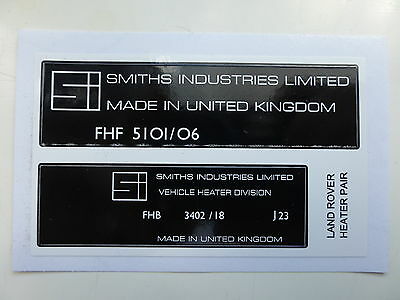 SMITHS INDUSTRIES LIMITED
MADE IN UNITED KINGDOM
FHF 5101/06
SMITHS INDUSTRIES LIMITED
VEHICLE HEATER DIVISION
FHB 3402/18 J23
MADE IN UNITED KINGDOM
LAND ROVER
HEATER PAIR